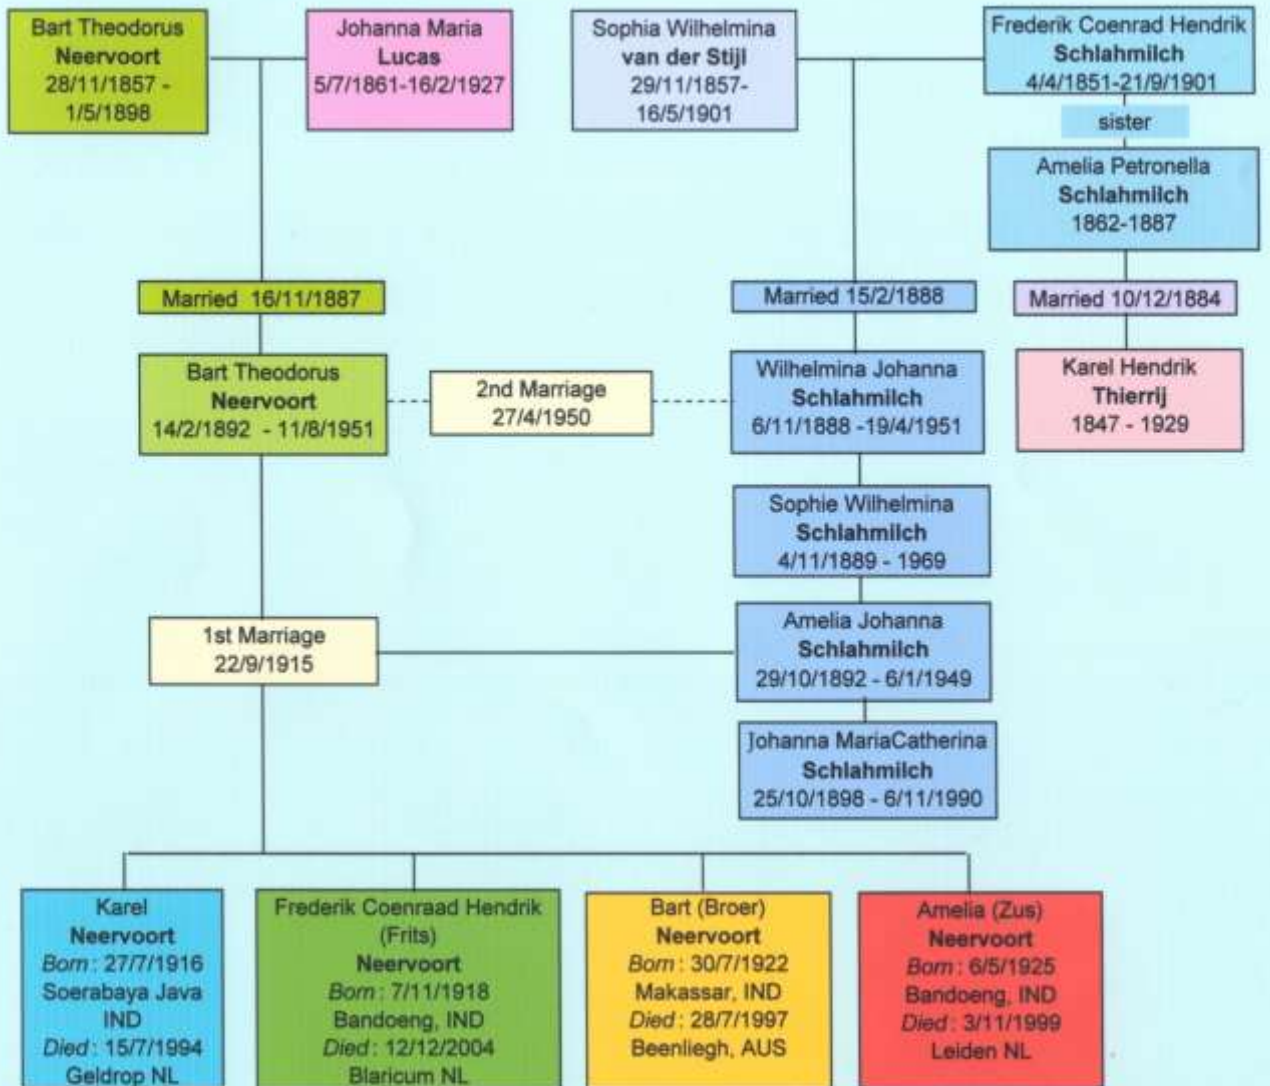 Bart Theodorus
Neervoort
28/11/1857 -
1/5/1898
Johanna Maria
Lucas
5/7/1861-16/2/1927
Sophia Wilhelmina
van der Stijl
29/11/1857-
16/5/1901
Frederik Coenrad Hendrik
Schlahmilch
4/4/1851-21/9/1901
sister
Amelia Petronella
Schlahmilch
1862-1887
Married 16/11/1887
Married 15/2/1888
Married 10/12/1884
Bart Theodorus
Neervoort
14/2/1892 - 11/8/1951
2nd Marriage
27/4/1950
Wilhelmina Johanna
Schlahmilch
6/11/1888 -19/4/1951
Karel Hendrik
Thierrij
1847 - 1929
Sophie Wilhelmina
Schlahmilch
4/11/1889 - 1969
1st Marriage
22/9/1915
Amelia Johanna
Schlahmilch
29/10/1892 - 6/1/1949
Johanna MariaCatherina
Schlahmilch
25/10/1898 - 6/11/1990
Karel
Neervoort
Born: 27/7/1916
Soerabaya Java
IND
Died: 15/7/1994
Geldrop NL
Frederik Coenraad Hendrik
(Frits)
Neervoort
Born: 7/11/1918
Bandoeng, IND
Died: 12/12/2004
Blaricum NL
Bart (Broer)
Neervoort
Born: 30/7/1922
Makassar, IND
Died: 28/7/1997
Beenliegh, AUS
Amelia (Zus)
Neervoort
Born: 6/5/1925
Bandoeng, IND
Died: 3/11/1999
Leiden NL